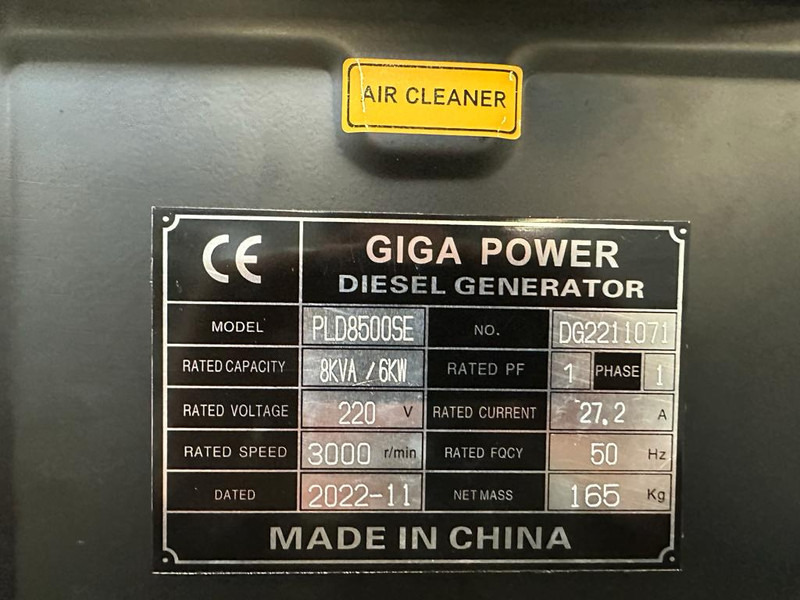 AIR CLEANER
CE GIGA POWER
DIESEL GENERATOR
MODEL PLD8500SE NO. DG2211071
RATED CAPACITY 8KVA/6KW RATED PF 1 PHASE 1
RATED VOLTAGE 220 V RATED CURRENT 27.2 A
RATED SPEED 3000 r/min RATED FQCY 50 Hz
DATED 2022-11 NET MASS 165 Kg
MADE IN CHINA